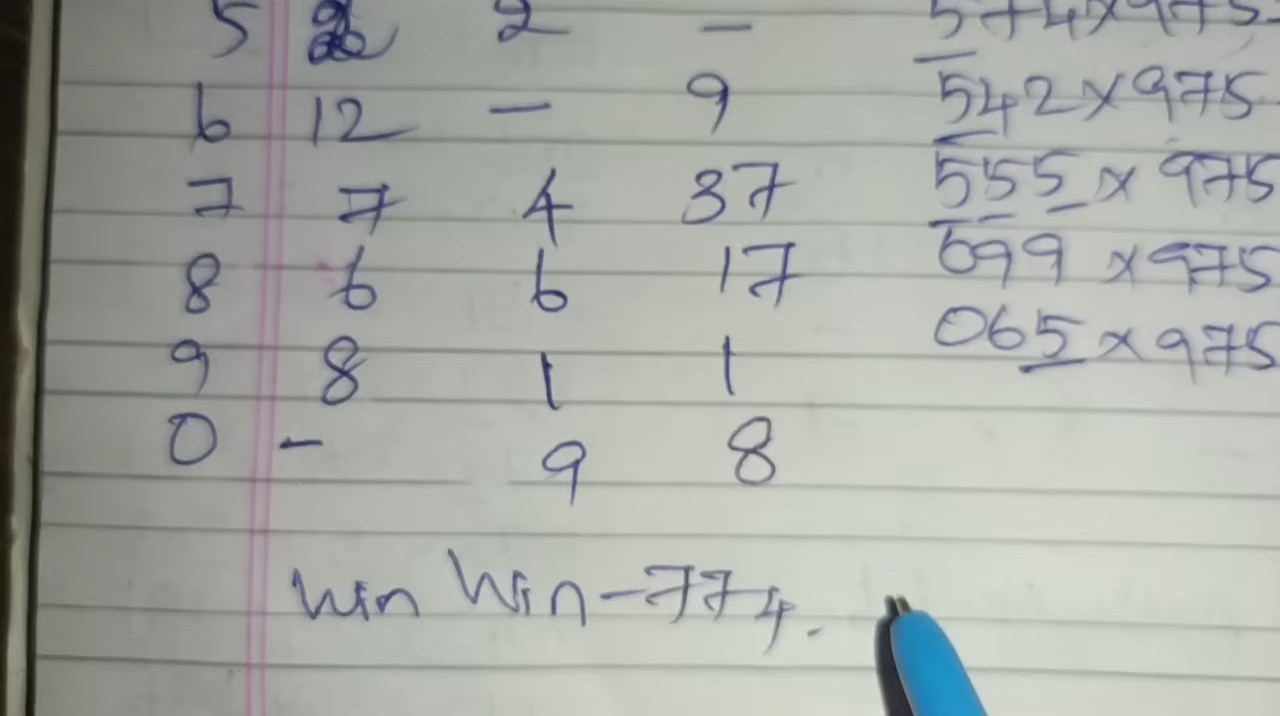 5 2 2 - 574x975
6 12 - 9 542x975
7 7 4 37 555x975
8 6 6 17 699x975
9 8 1 1 065x975
0 - 9 8
Win Win-774.